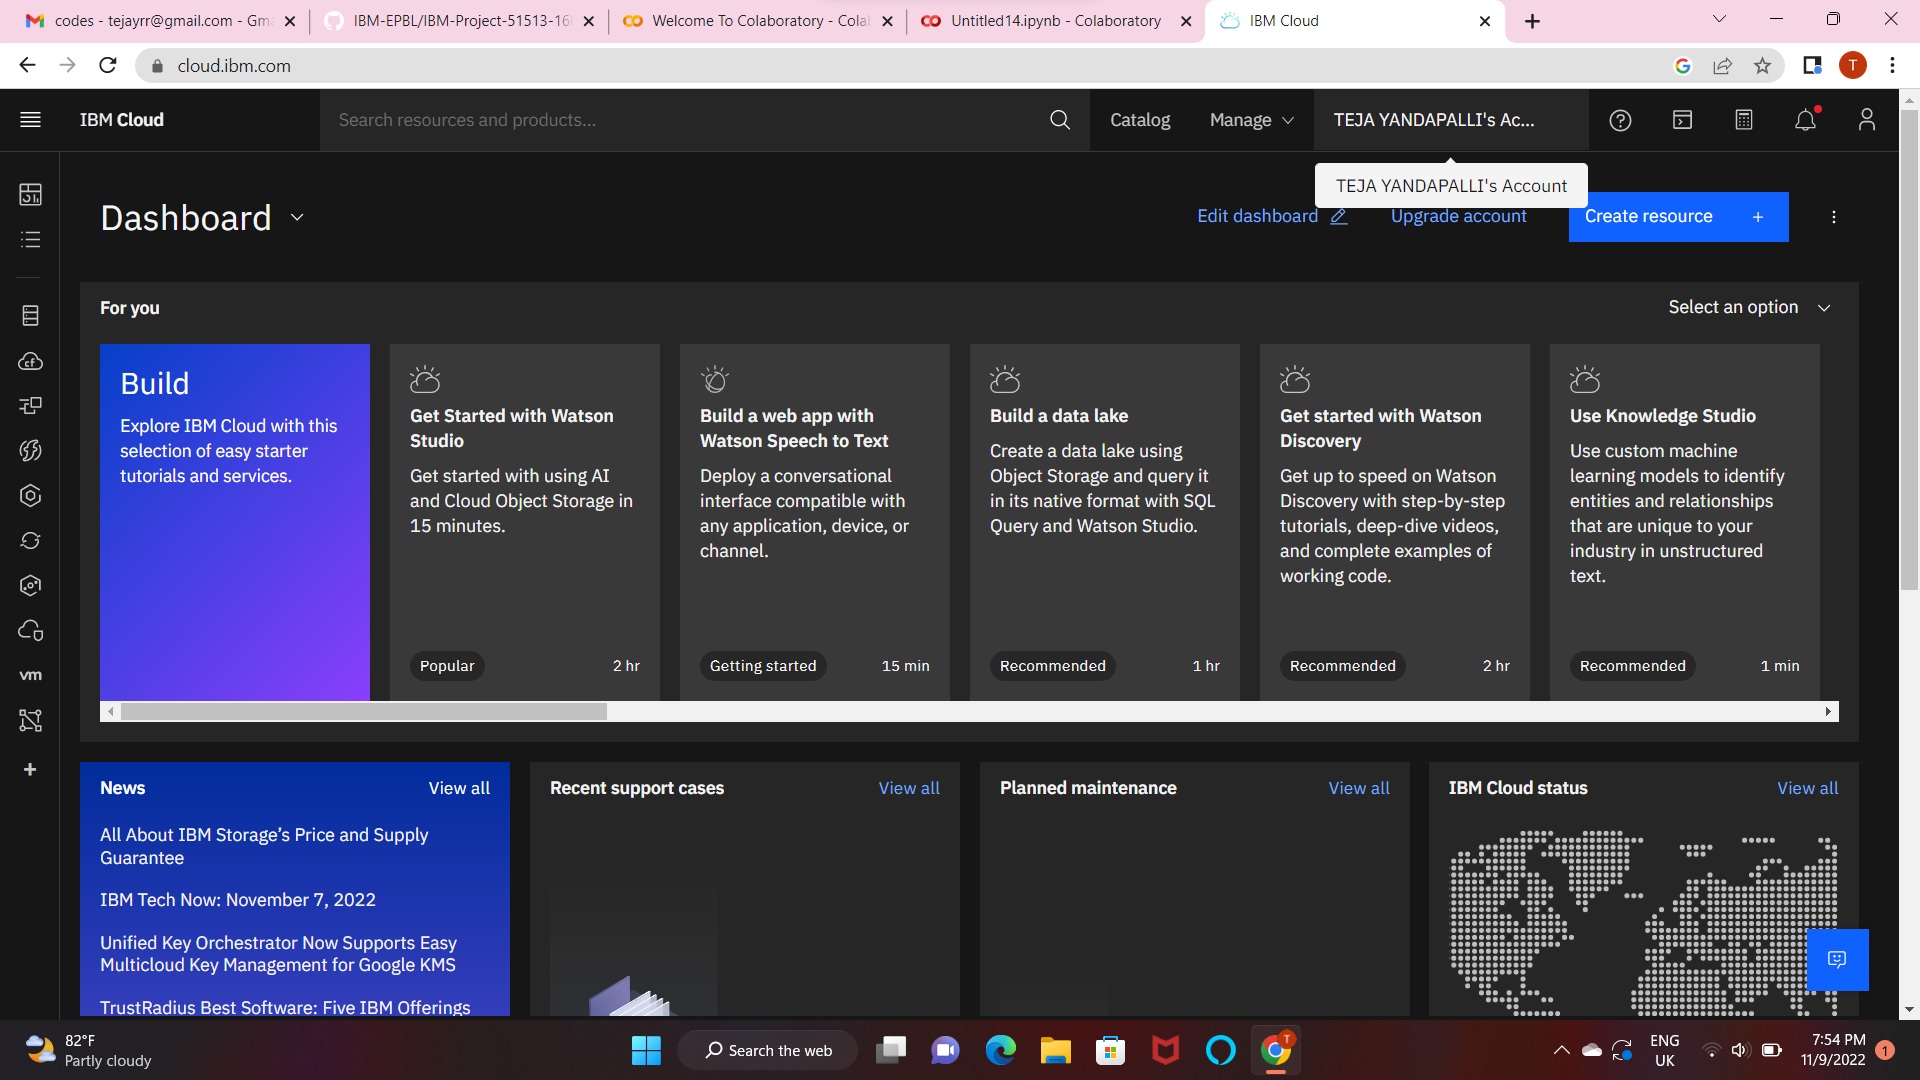 codes - tejayrr@gmail.com - Gm
IBM-EPBL/IBM-Project-51513-16
Welcome To Colaboratory - Colab
Untitled14.ipynb - Colaboratory
IBM Cloud
cloud.ibm.com
T
IBM Cloud
Search resources and products...
Catalog
Manage
TEJA YANDAPALLI's Ac...
TEJA YANDAPALLI's Account
Dashboard
Edit dashboard
Upgrade account
Create resource +
For you
Select an option
Build
Explore IBM Cloud with this
selection of easy starter
tutorials and services.
Get Started with Watson
Studio
Get started with using AI
and Cloud Object Storage in
15 minutes.
Popular
2 hr
Build a web app with
Watson Speech to Text
Deploy a conversational
interface compatible with
any application, device, or
channel.
Getting started
15 min
Build a data lake
Create a data lake using
Object Storage and query it
in its native format with SQL
Query and Watson Studio.
Recommended
1 hr
Get started with Watson
Discovery
Get up to speed on Watson
Discovery with step-by-step
tutorials, deep-dive videos,
and complete examples of
working code.
Recommended
2 hr
Use Knowledge Studio
Use custom machine
learning models to identify
entities and relationships
that are unique to your
industry in unstructured
text.
Recommended
1 min
cf
vm
News
View all
All About IBM Storage's Price and Supply
Guarantee
IBM Tech Now: November 7, 2022
Unified Key Orchestrator Now Supports Easy
Multicloud Key Management for Google KMS
TrustRadius Best Software: Five IBM Offerings
Recent support cases
View all
Planned maintenance
View all
IBM Cloud status
View all
82°F
Partly cloudy
Search the web
T
ENG
UK
7:54 PM
11/9/2022
1